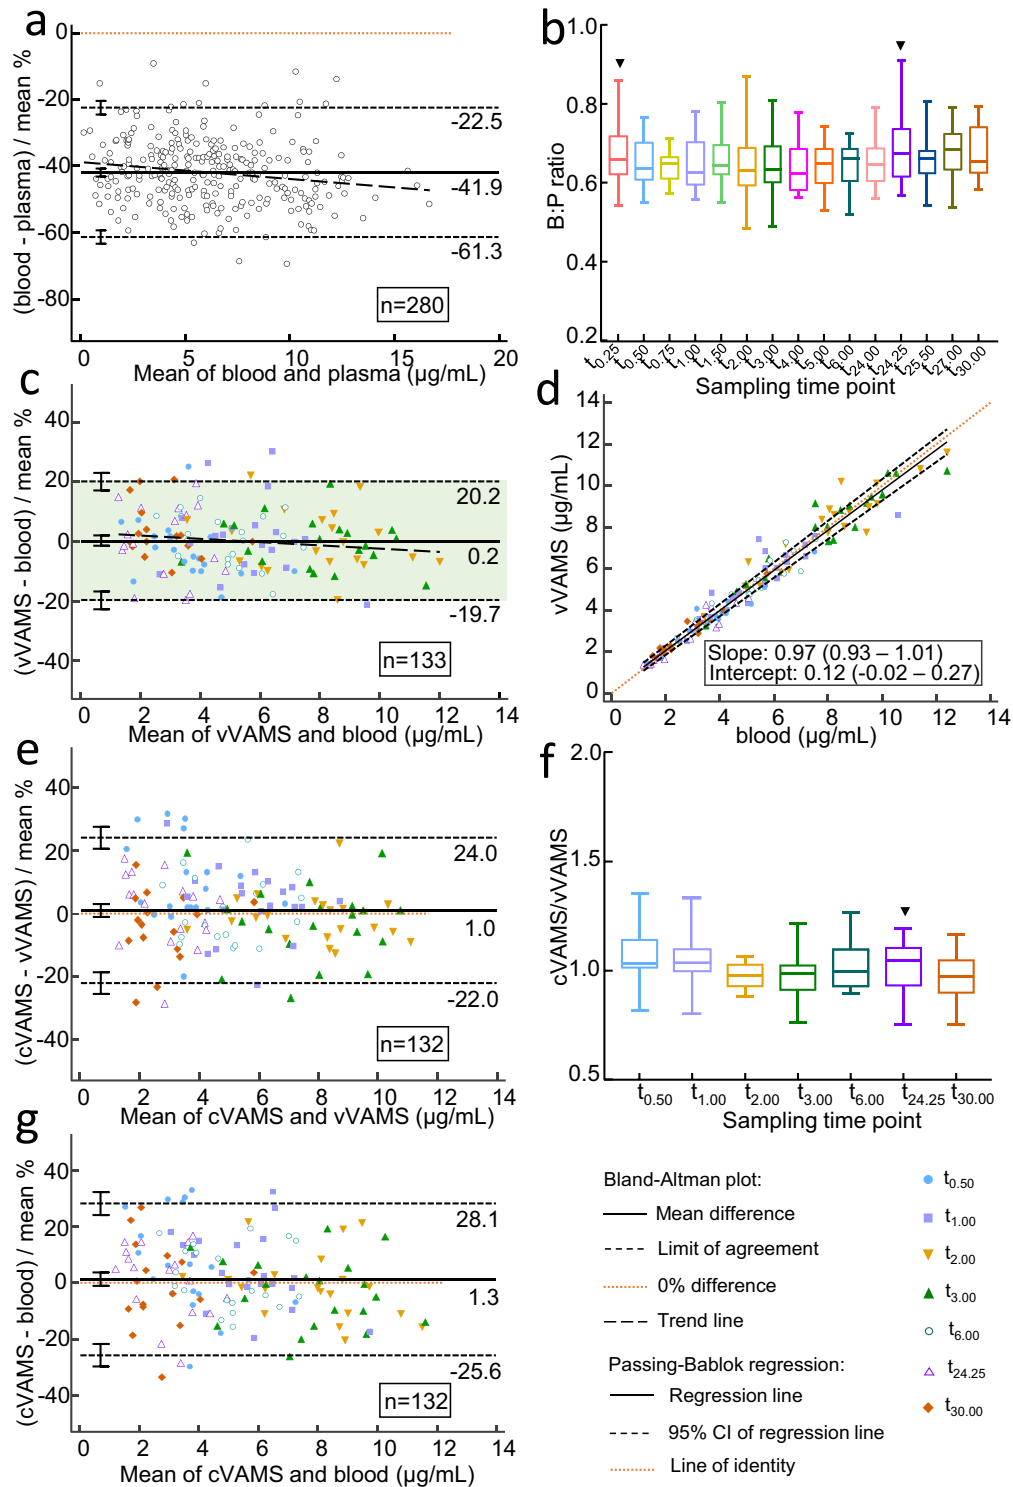 a
(blood - plasma) / mean %
0
-20
-40
-60
-80
-22.5
-41.9
-61.3
n=280
0 5 10 15 20
Mean of blood and plasma (µg/mL)
b
B:P ratio
1.0
0.8
0.6
0.4
0.2
t0.25 t0.50 t0.75 t1.00 t1.50 t2.00 t3.00 t4.00 t5.00 t6.00 t24.00 t24.25 t25.50 t27.00 t30.00
Sampling time point
c
(vVAMS - blood) / mean %
40
20
0
-20
-40
20.2
0.2
-19.7
n=133
0 2 4 6 8 10 12 14
Mean of vVAMS and blood (µg/mL)
d
vVAMS (µg/mL)
14
12
10
8
6
4
2
0
Slope: 0.97 (0.93 – 1.01)
Intercept: 0.12 (-0.02 – 0.27)
0 2 4 6 8 10 12 14
blood (µg/mL)
e
(cVAMS - vVAMS) / mean %
40
20
0
-20
-40
24.0
1.0
-22.0
n=132
0 2 4 6 8 10 12 14
Mean of cVAMS and vVAMS (µg/mL)
f
cVAMS/vVAMS
2.0
1.5
1.0
0.5
t0.50 t1.00 t2.00 t3.00 t6.00 t24.25 t30.00
Sampling time point
g
(cVAMS - blood) / mean %
40
20
0
-20
-40
28.1
1.3
-25.6
n=132
0 2 4 6 8 10 12 14
Mean of cVAMS and blood (µg/mL)
Bland-Altman plot:
Mean difference
Limit of agreement
0% difference
Trend line
Passing-Bablok regression:
Regression line
95% CI of regression line
Line of identity
t0.50
t1.00
t2.00
t3.00
t6.00
t24.25
t30.00